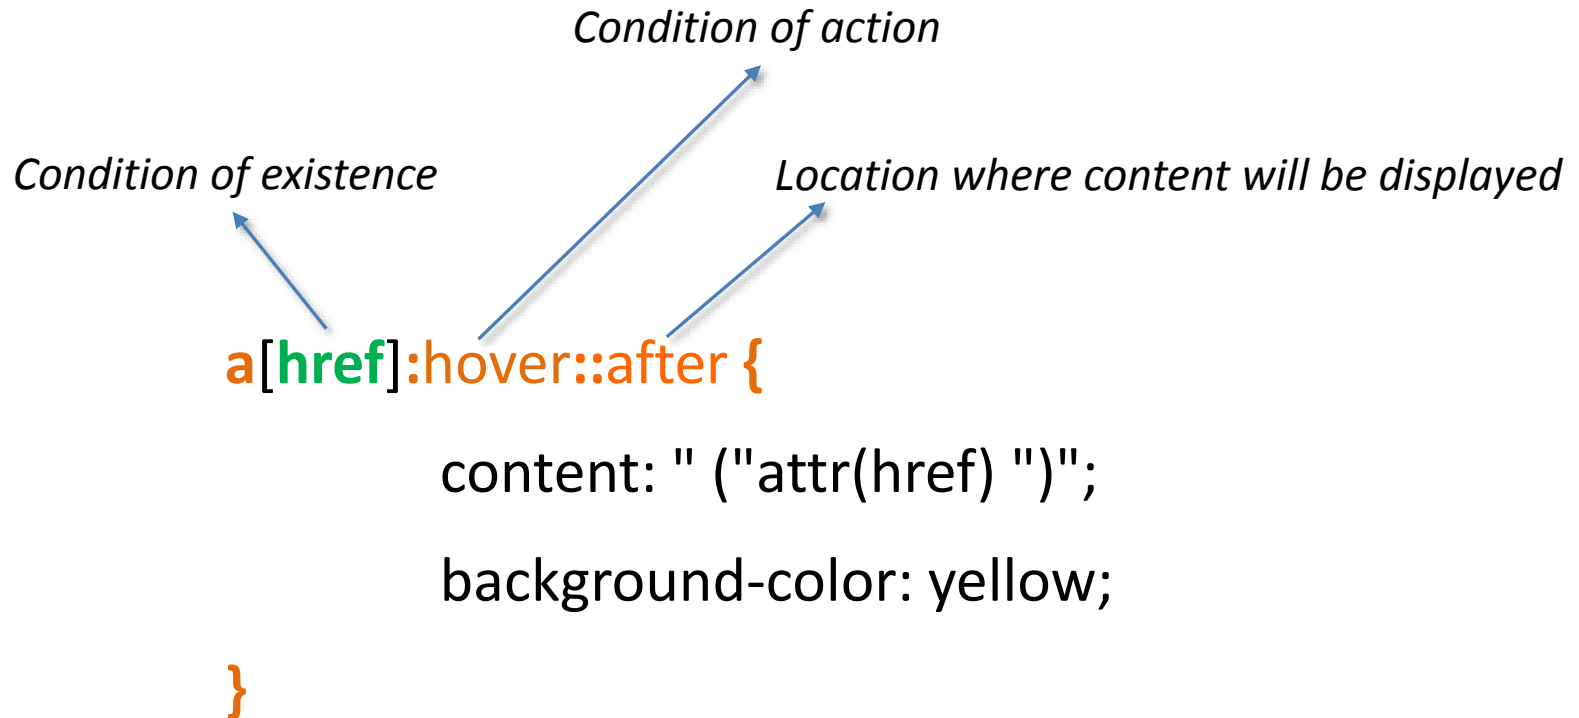 Condition of action
Condition of existence
Location where content will be displayed
a[href]:hover::after {
content: " ("attr(href) ")";
background-color: yellow;
}